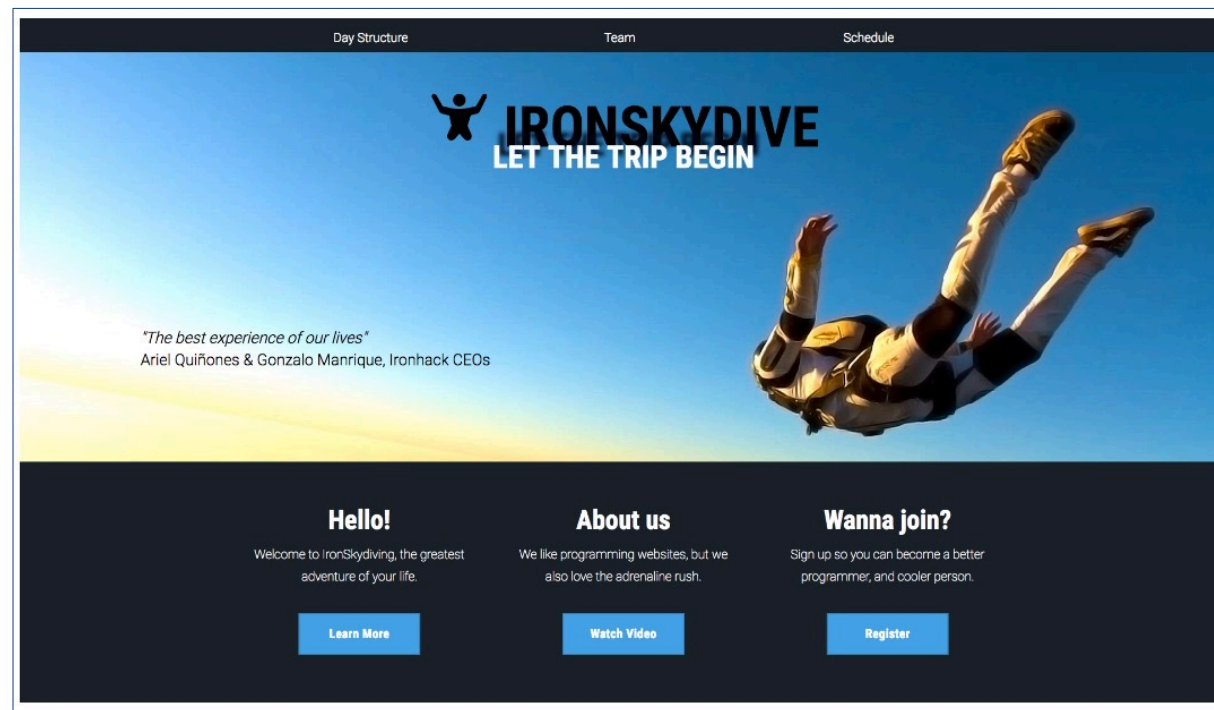 Day Structure Team Schedule
IRONSKYDIVE
LET THE TRIP BEGIN
"The best experience of our lives"
Ariel Quiñones & Gonzalo Manrique, Ironhack CEOs
Hello!
Welcome to IronSkydiving, the greatest
adventure of your life.
Learn More
About us
We like programming websites, but we
also love the adrenaline rush.
Watch Video
Wanna join?
Sign up so you can become a better
programmer, and cooler person.
Register